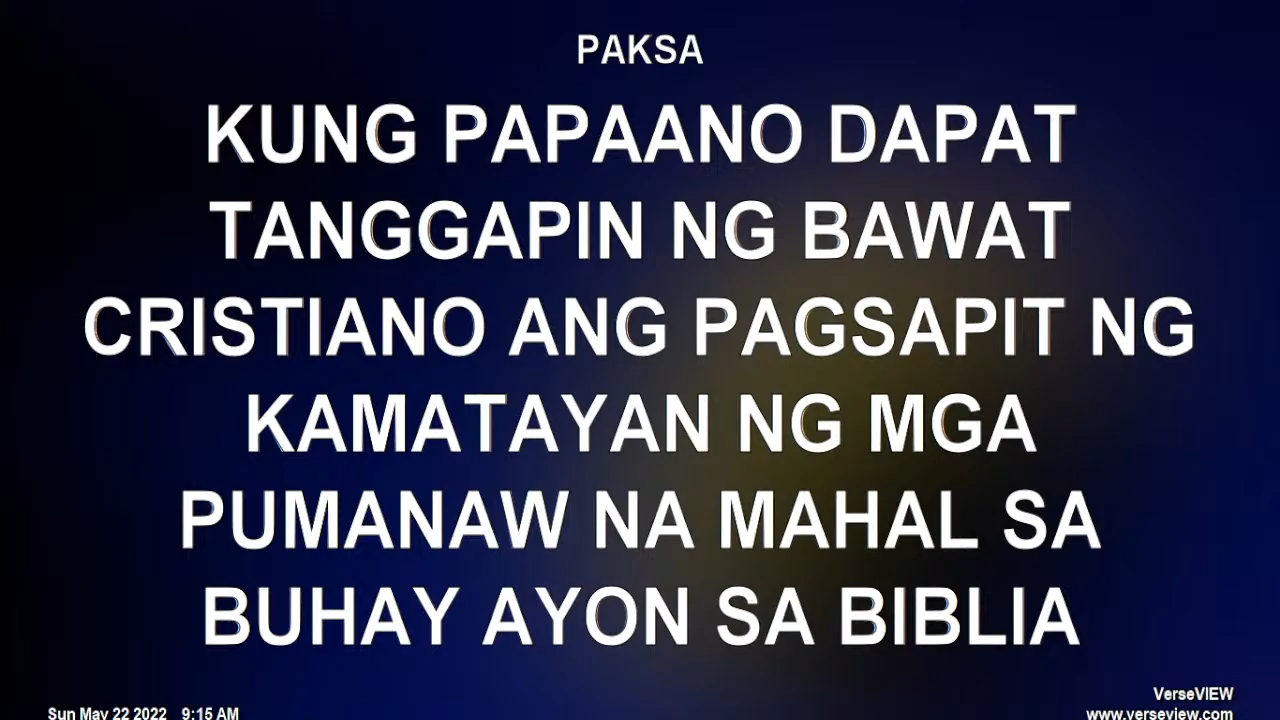 PAKSA
KUNG PAPAANO DAPAT
TANGGAPIN NG BAWAT
CRISTIANO ANG PAGSAPIT NG
KAMATAYAN NG MGA
PUMANAW NA MAHAL SA
BUHAY AYON SA BIBLIA
VerseVIEW
Sun May 22 2022 9:15 AM
www.verseview.com